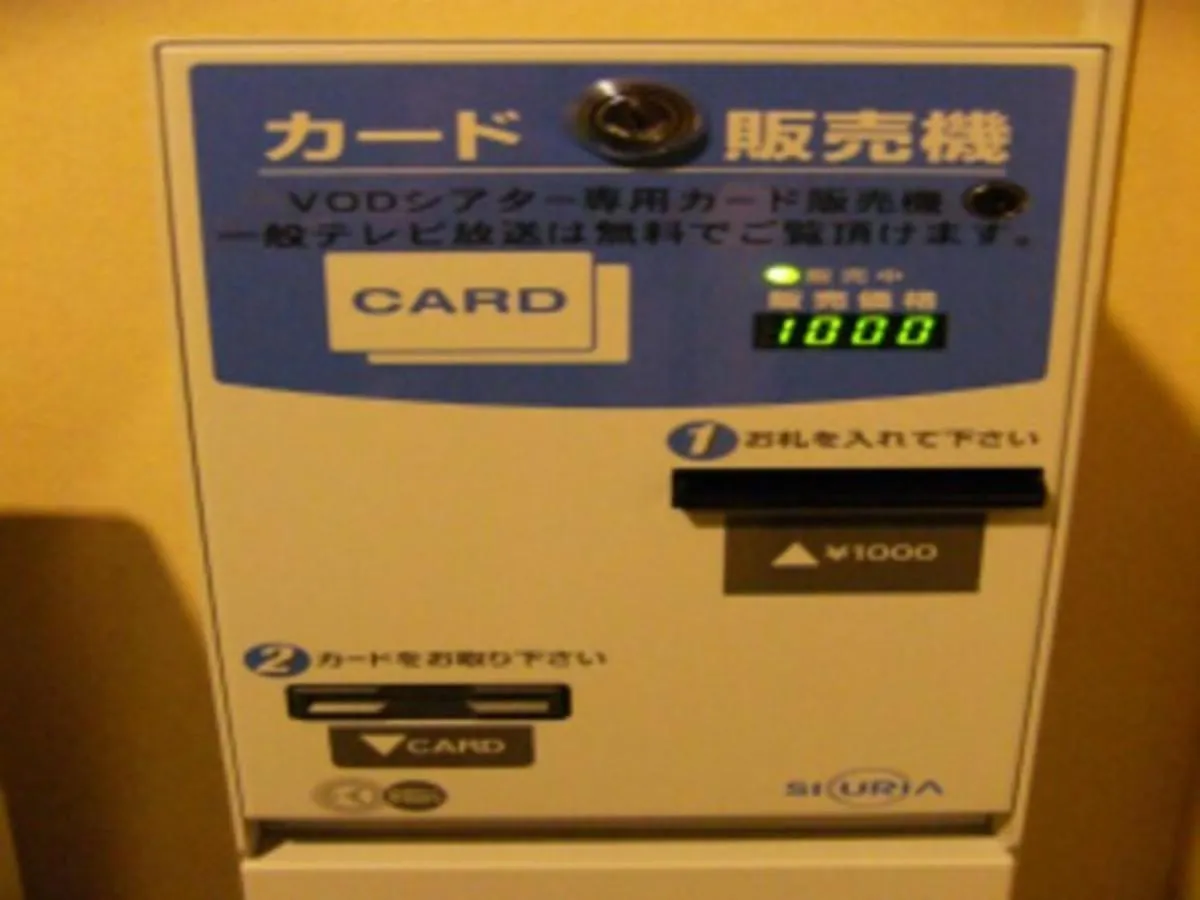 カード 販売機
VODシアター専用カード販売機
一般テレビ放送は無料でご覧頂けます。
CARD
販売中
販売価格
1000
1 お札を入れて下さい
▲¥1000
2 カードをお取り下さい
▼CARD